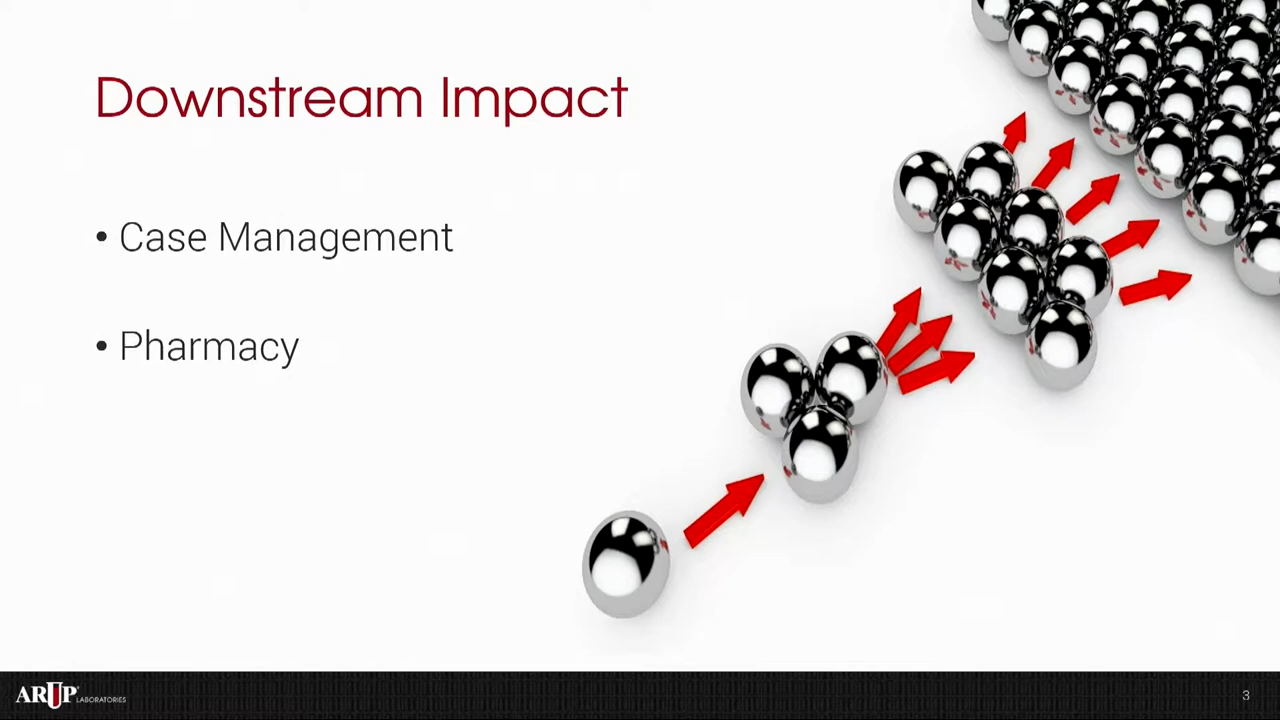 Downstream Impact
• Case Management
• Pharmacy
ARUP LABORATORIES
3